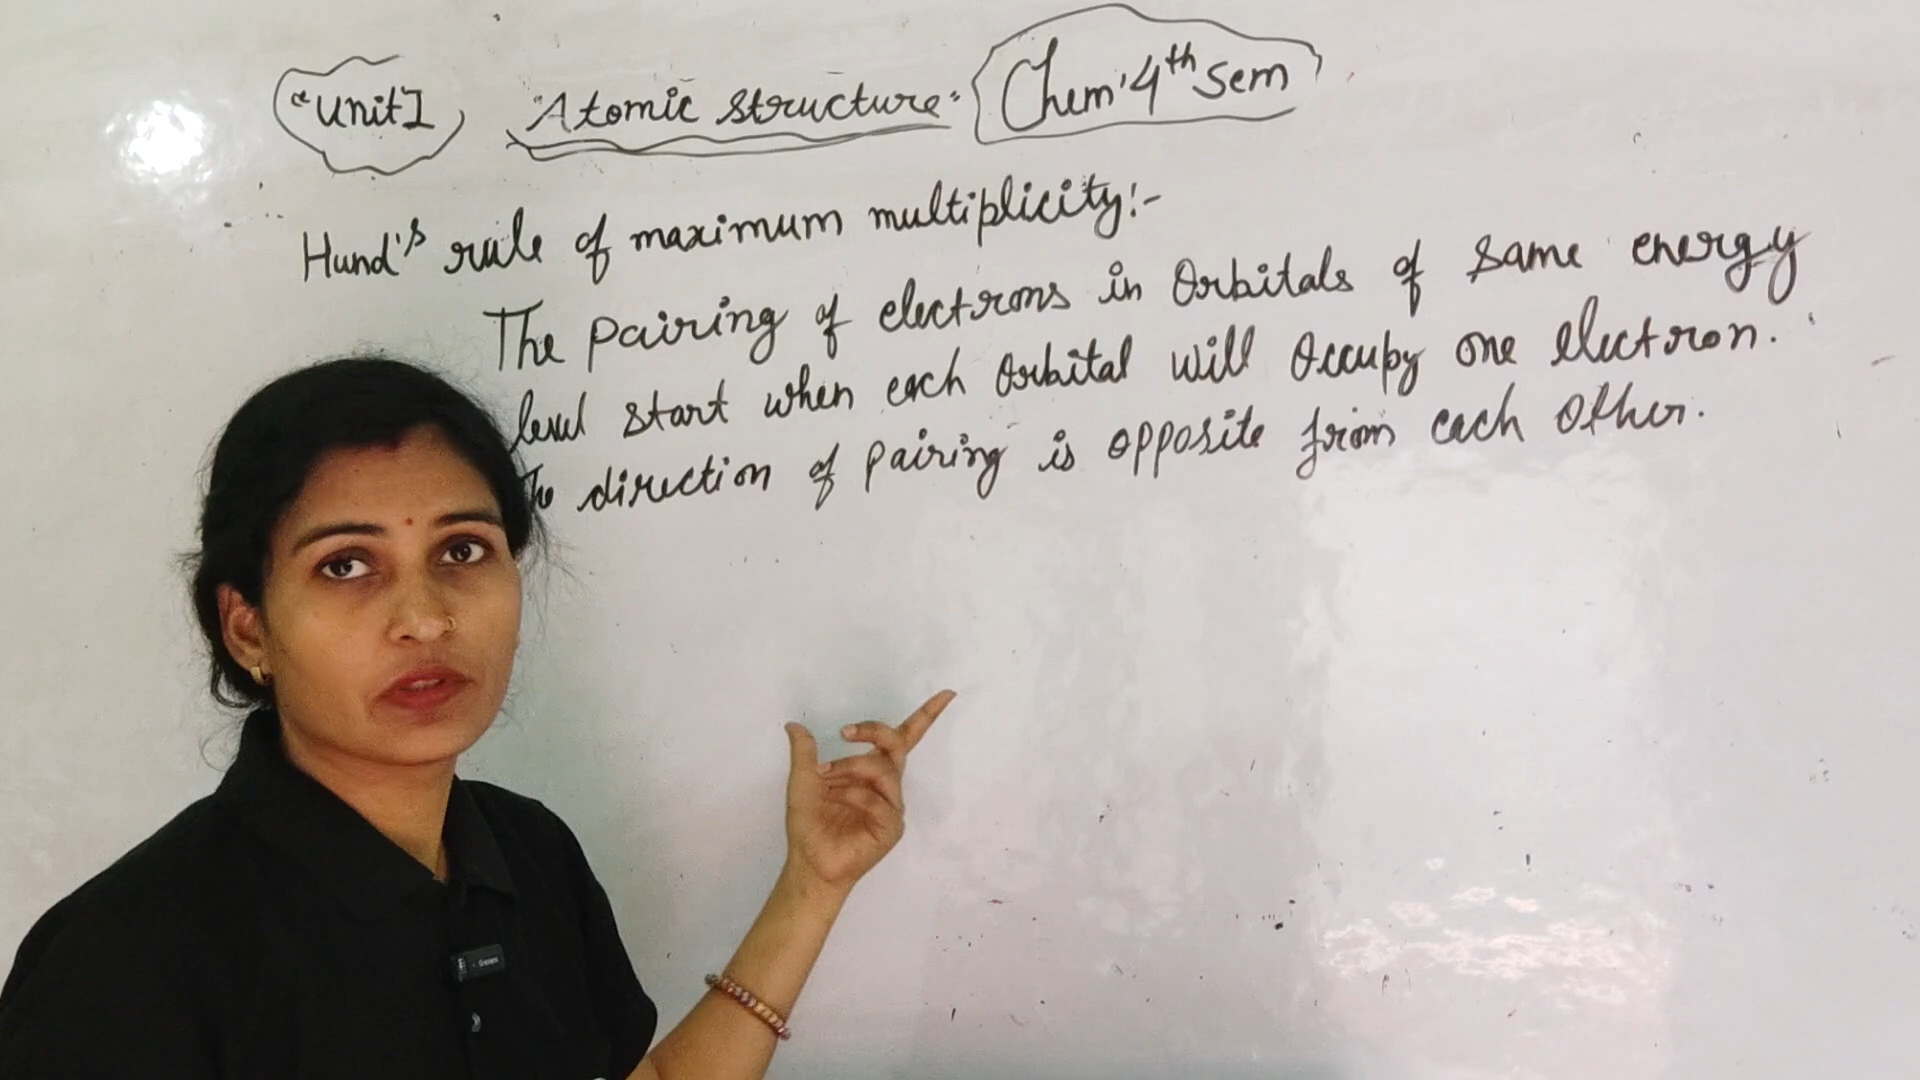 "Unit I
"Atomic structure"
Chem 4th Sem
Hund's rule of maximum multiplicity:-
The pairing of electrons in orbitals of same energy
level start when each orbital will occupy one electron.
The direction of pairing is opposite from each other.